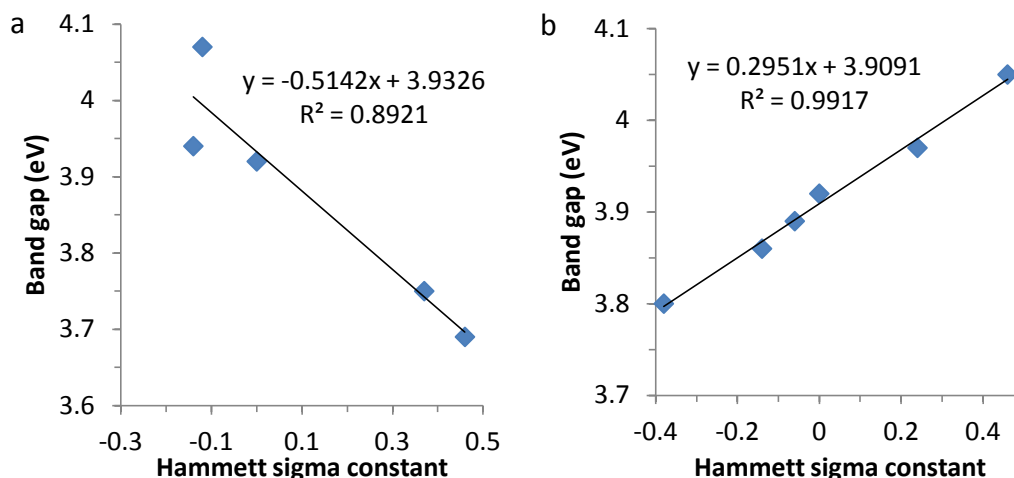 a
4.1
4
3.9
3.8
3.7
3.6
Band gap (eV)
y = -0.5142x + 3.9326
R² = 0.8921
-0.3
-0.1
0.1
0.3
0.5
Hammett sigma constant
b
4.1
4
3.9
3.8
3.7
Band gap (eV)
y = 0.2951x + 3.9091
R² = 0.9917
-0.4
-0.2
0
0.2
0.4
Hammett sigma constant